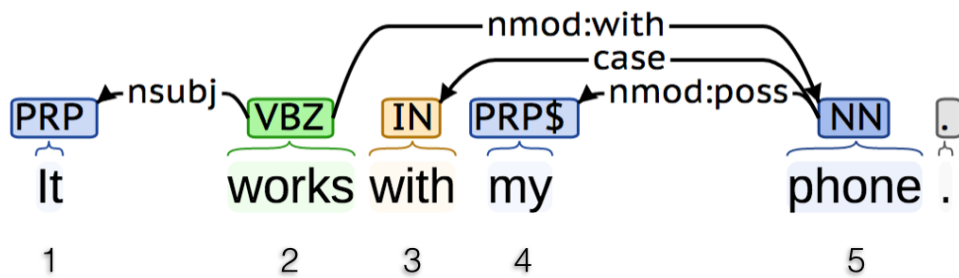 nmod:with
case
nsubj nmod:poss
PRP VBZ IN PRP$ NN .
It works with my phone .
1 2 3 4 5